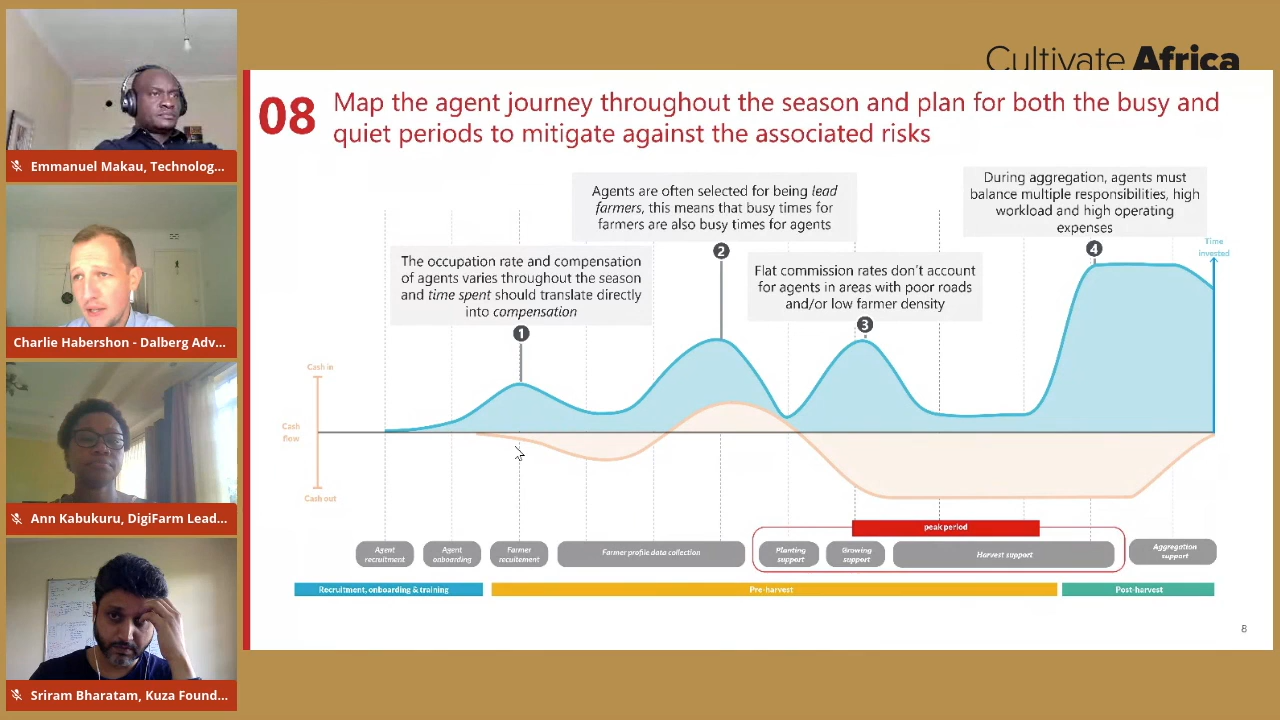 Cultivate Africa
Emmanuel Makau, Technolog...
Charlie Habershon - Dalberg Adv...
Ann Kabukuru, DigiFarm Lead...
Sriram Bharatam, Kuza Found...
08
Map the agent journey throughout the season and plan for both the busy and
quiet periods to mitigate against the associated risks
The occupation rate and compensation
of agents varies throughout the season
and time spent should translate directly
into compensation
1
Agents are often selected for being lead
farmers, this means that busy times for
farmers are also busy times for agents
2
Flat commission rates don't account
for agents in areas with poor roads
and/or low farmer density
3
During aggregation, agents must
balance multiple responsibilities, high
workload and high operating
expenses
4
Time
invested
Cash in
Cash
flow
Cash out
peak period
Agent
recruitment
Agent
onboarding
Farmer
recuitement
Farmer profile data collection
Planting
support
Growing
support
Harvest support
Aggregation
support
Recruitment, onboarding & training
Pre-harvest
Post-harvest
8